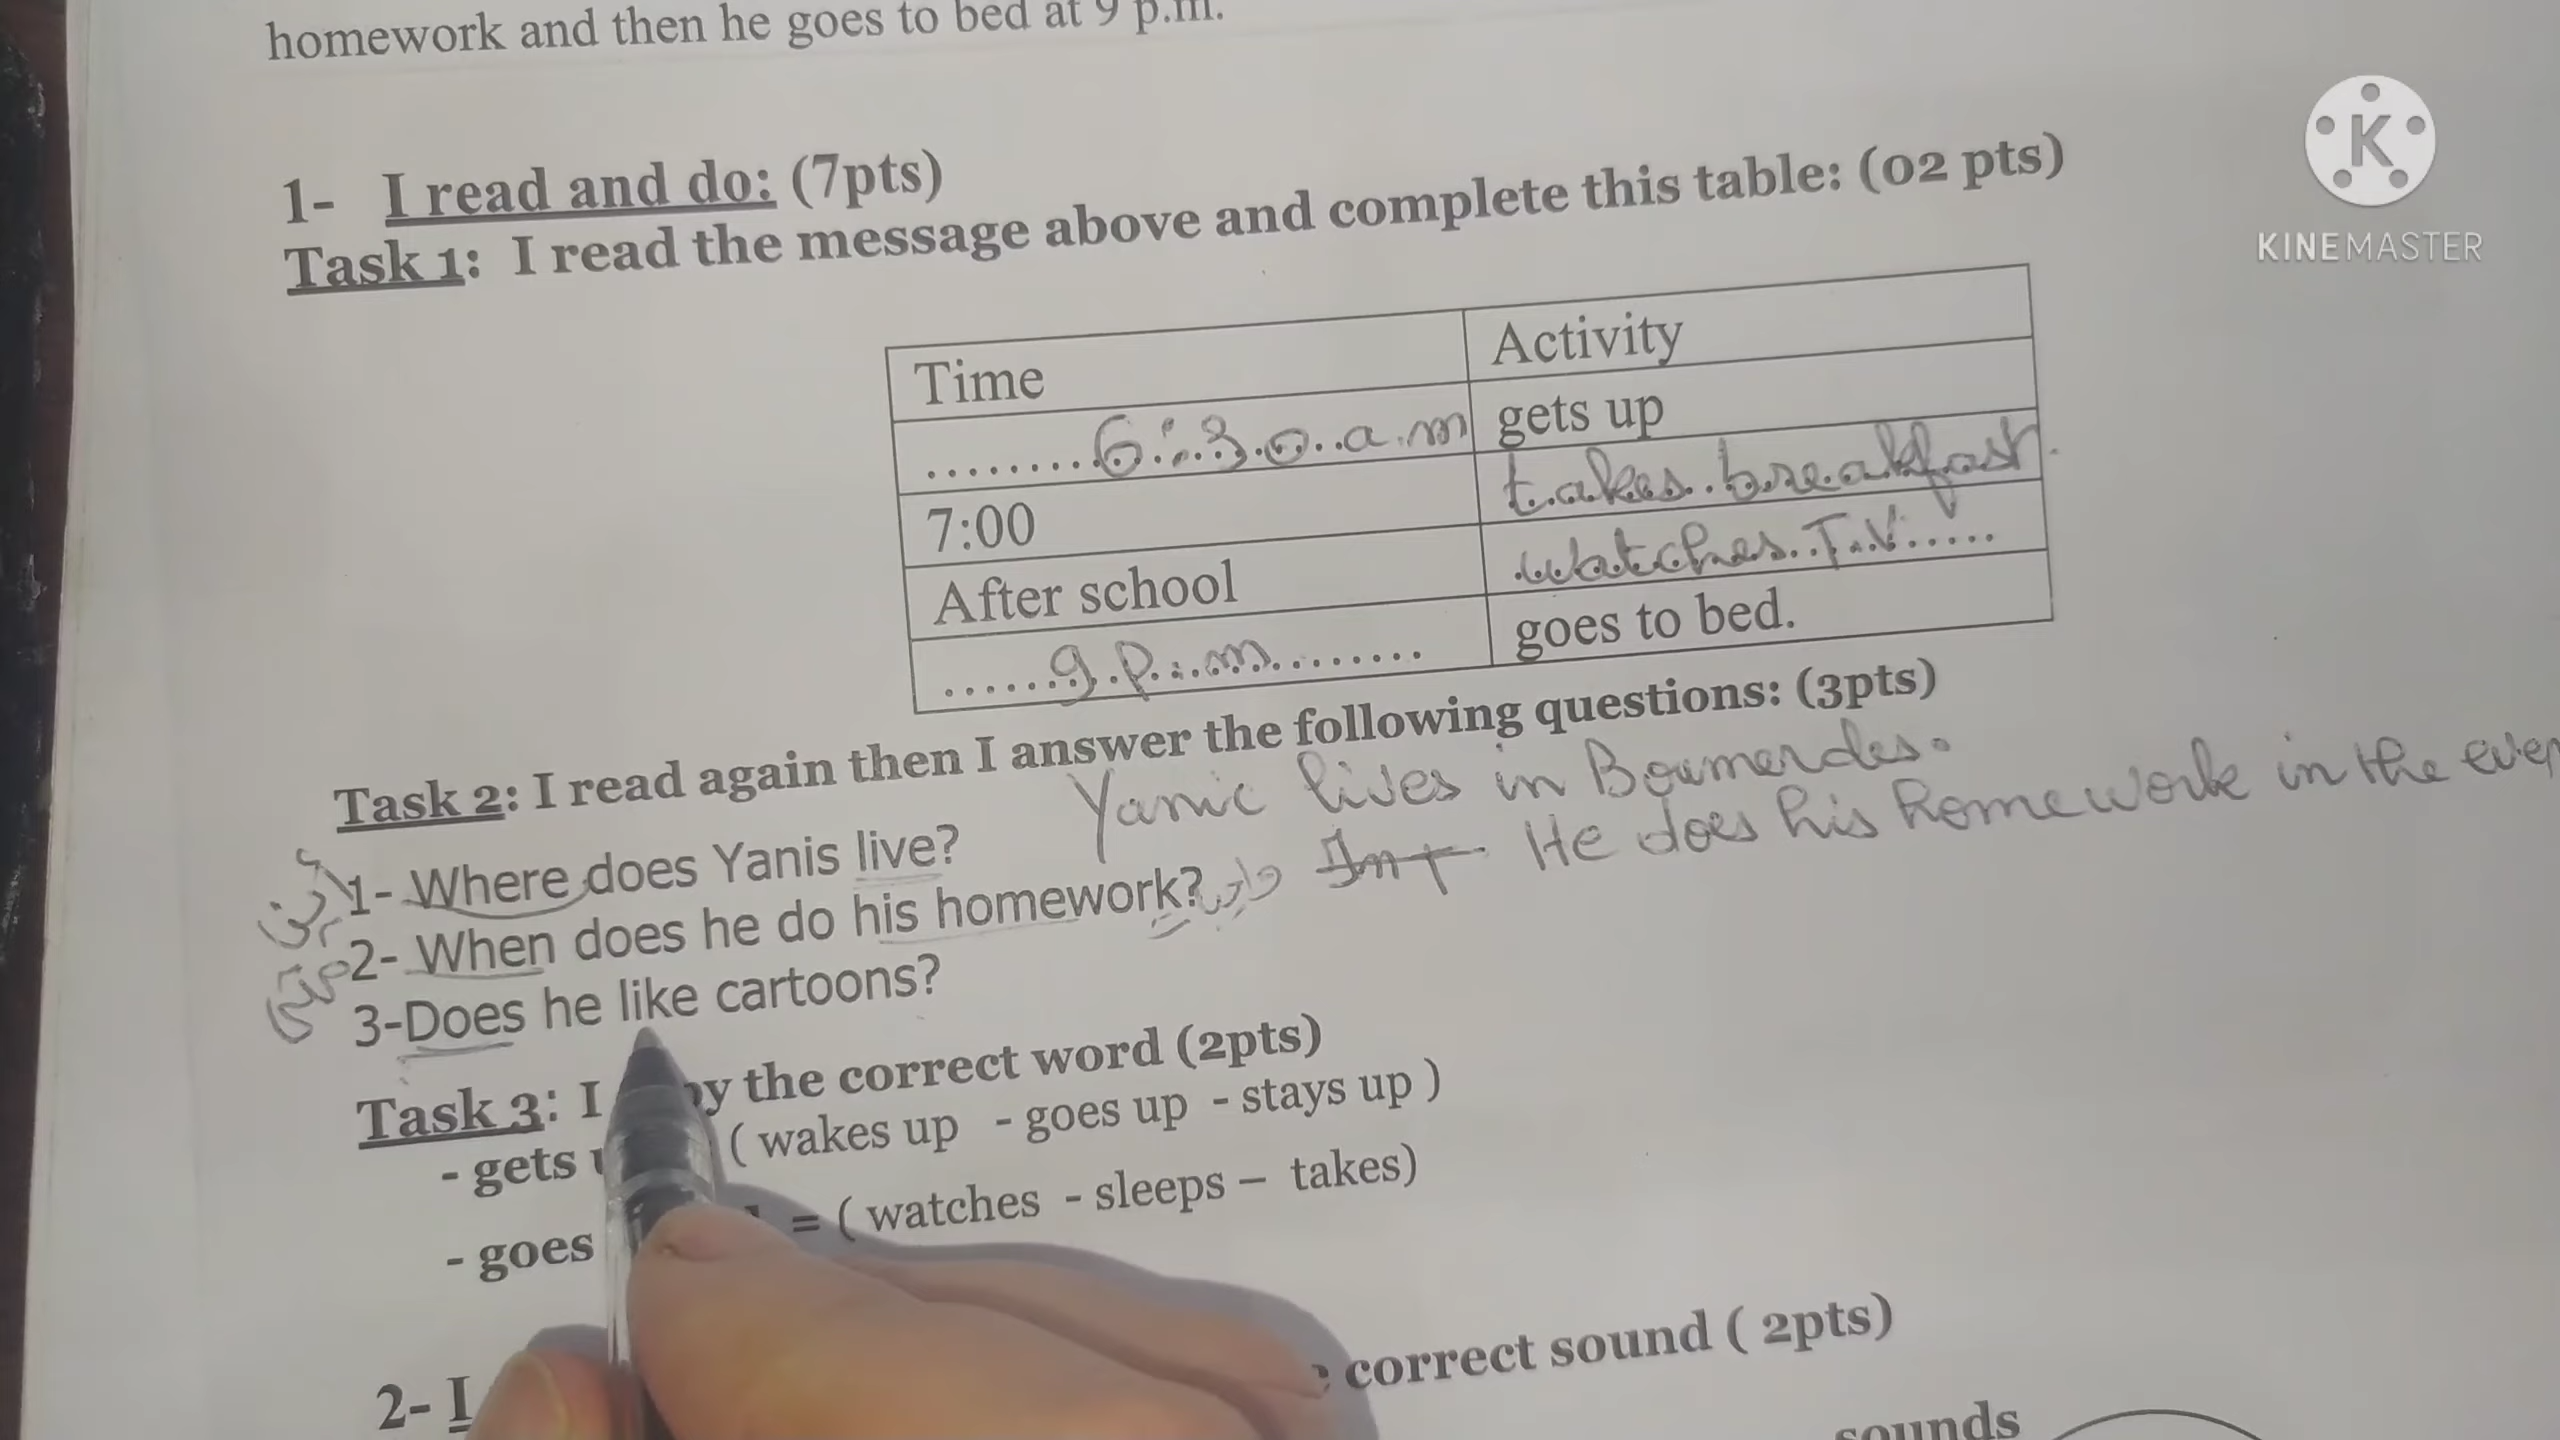 homework and then he goes to bed at 9 p.m.
1- I read and do: (7pts)
Task 1: I read the message above and complete this table: (02 pts)
KINEMASTER
Time Activity
6:30 a.m gets up
7:00 takes breakfast.
After school watches T.V
9 p.m goes to bed.
Task 2: I read again then I answer the following questions: (3pts)
1- Where does Yanis live? Yanic lives in Boumerdes.
2- When does he do his homework? He does his homework in the
3-Does he like cartoons?
Task 3: I the correct word (2pts)
- gets ( wakes up - goes up - stays up )
- goes = ( watches - sleeps – takes)
2- I correct sound ( 2pts)
sounds